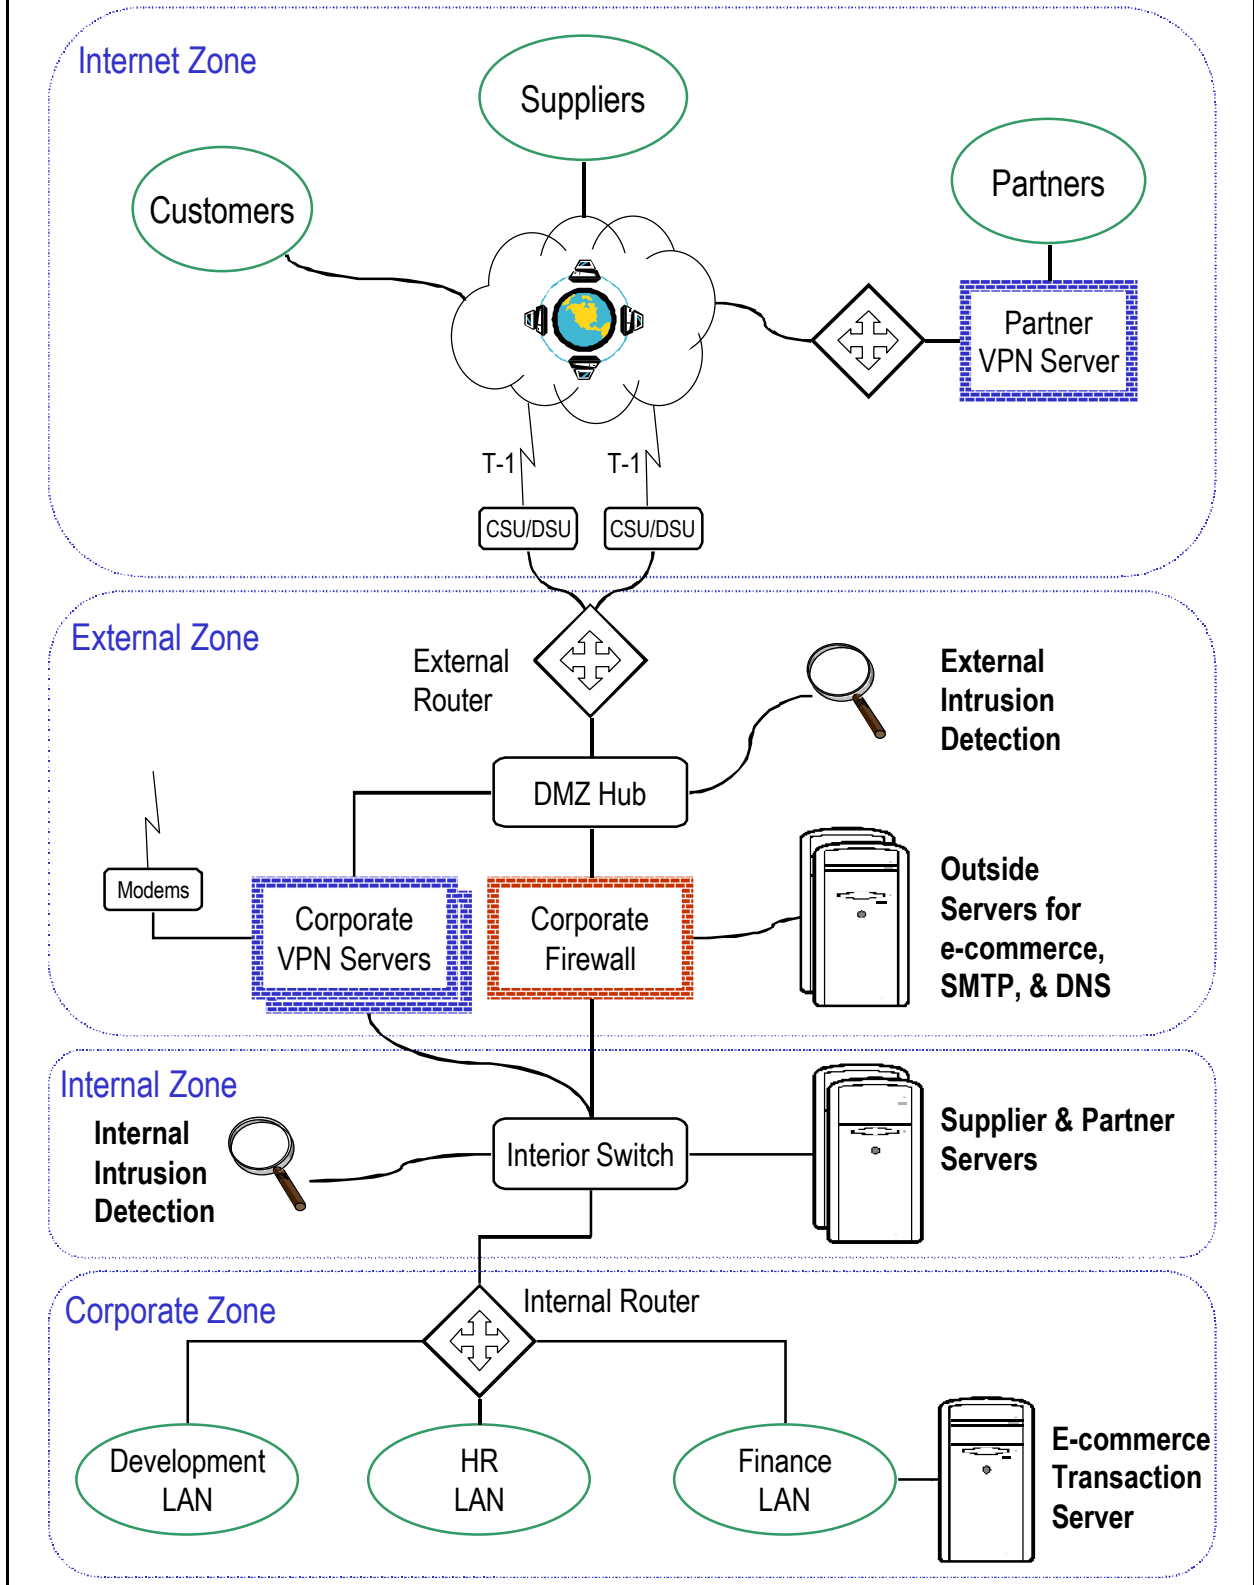 Internet Zone
Suppliers
Customers
Partners
Partner
VPN Server
T-1
T-1
CSU/DSU
CSU/DSU
External Zone
External
Router
External
Intrusion
Detection
DMZ Hub
Modems
Corporate
VPN Servers
Corporate
Firewall
Outside
Servers for
e-commerce,
SMTP, & DNS
Internal Zone
Internal
Intrusion
Detection
Interior Switch
Supplier & Partner
Servers
Corporate Zone
Internal Router
Development
LAN
HR
LAN
Finance
LAN
E-commerce
Transaction
Server